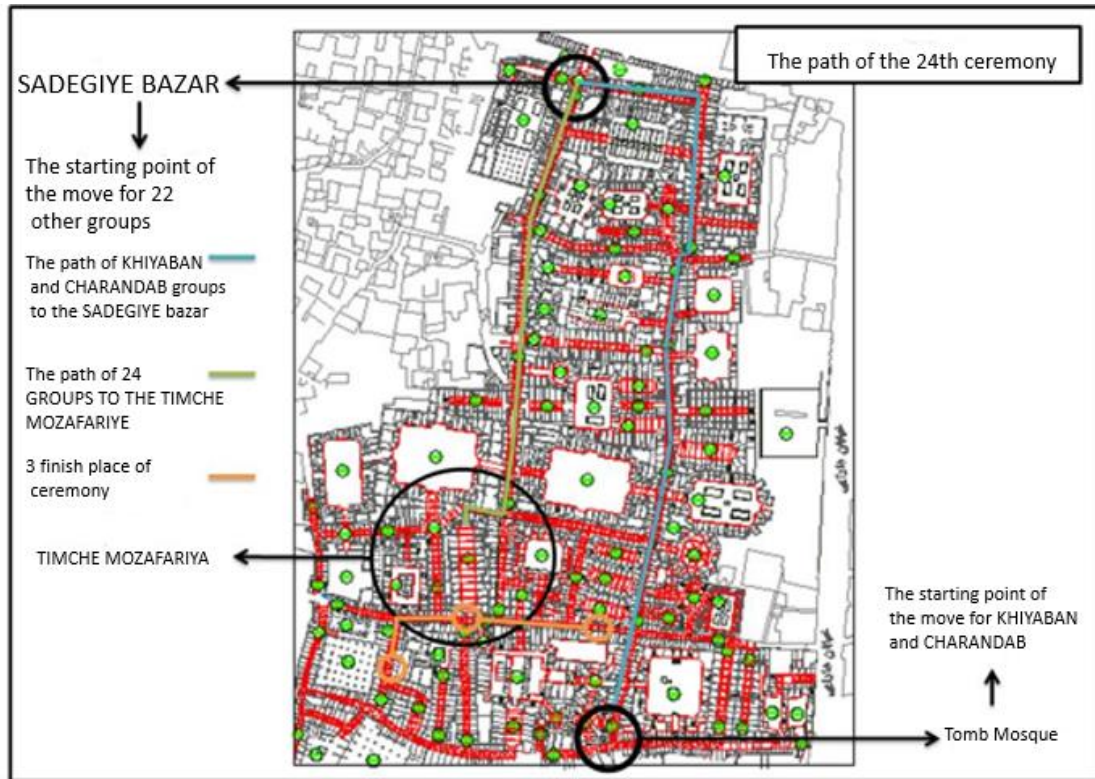 The path of the 24th ceremony
SADEGIYE BAZAR
The starting point of
the move for 22
other groups
The path of KHIYABAN
and CHARANDAB groups
to the SADEGIYE bazar
The path of 24
GROUPS TO THE TIMCHE
MOZAFARIYE
3 finish place of
ceremony
TIMCHE MOZAFARIYA
The starting point of
the move for KHIYABAN
and CHARANDAB
Tomb Mosque